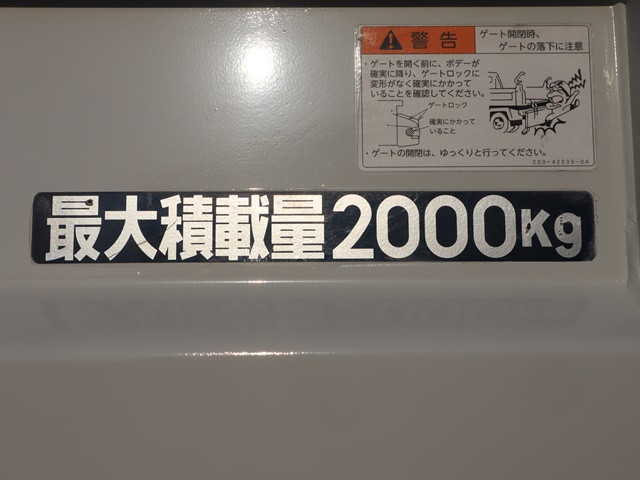 警告
ゲート開閉時、
ゲートの落下に注意
・ゲートを開く前に、ボデーが
確実に降り、ゲートロックに
変形がなく確実にかかって
いることを確認してください。
ゲートロック
確実にかかって
いること
・ゲートの開閉は、ゆっくりと行ってください。
203-42033-0A
最大積載量2000Kg